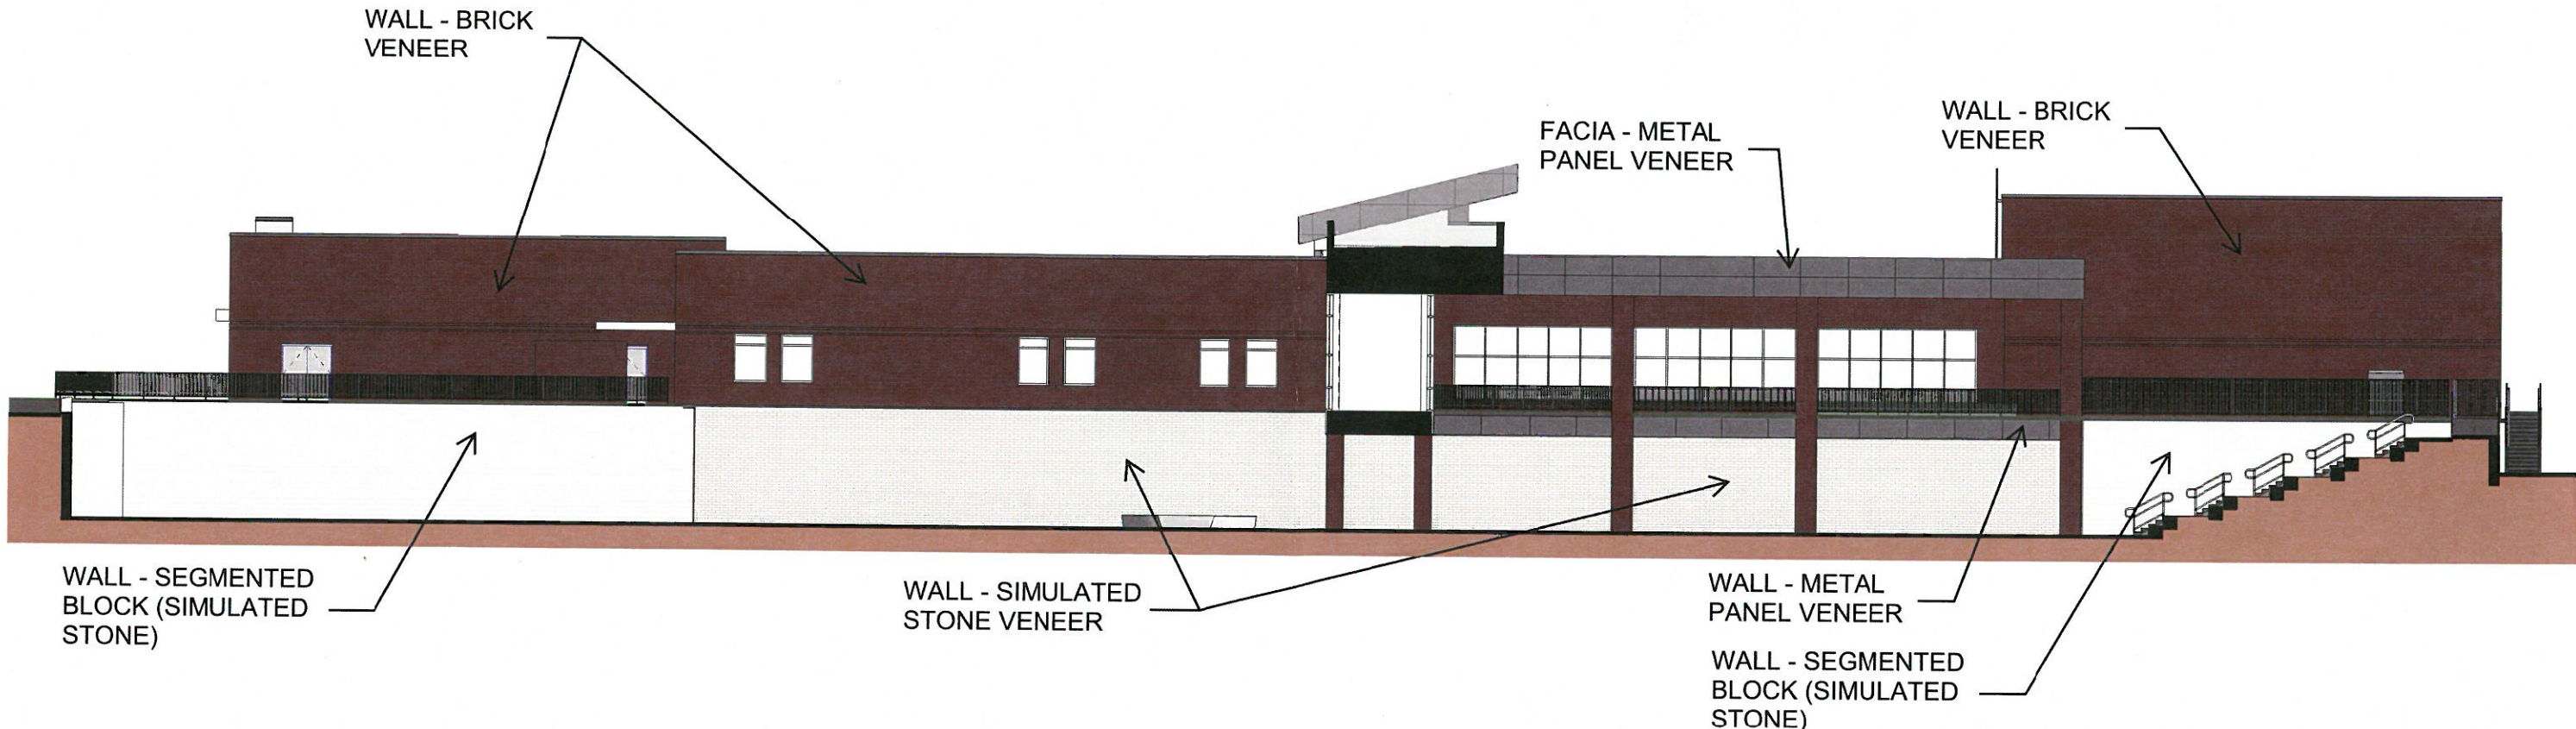 WALL - BRICK
VENEER
FACIA - METAL
PANEL VENEER
WALL - BRICK
VENEER
WALL - SEGMENTED
BLOCK (SIMULATED
STONE)
WALL - SIMULATED
STONE VENEER
WALL - METAL
PANEL VENEER
WALL - SEGMENTED
BLOCK (SIMULATED
STONE)